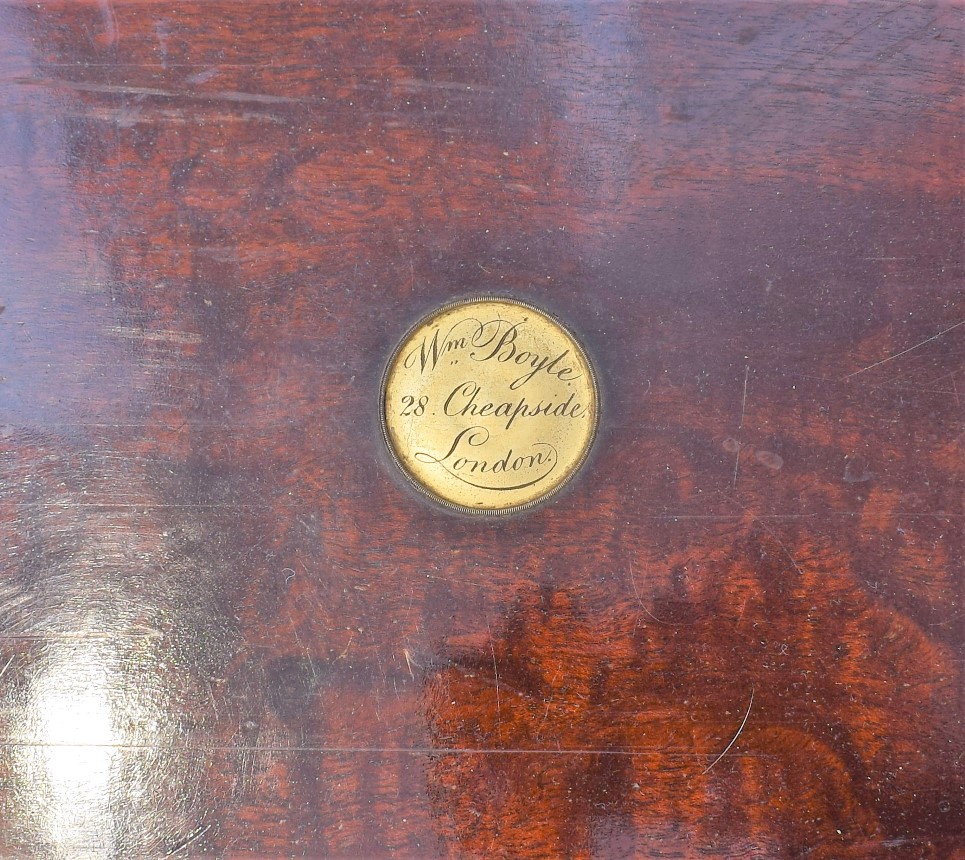 Wm Boyle.
28. Cheapside.
London.